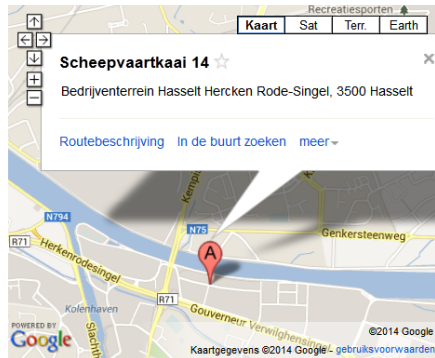 Recreatiesporten
Kaart Sat Terr. Earth
Scheepvaartkaai 14
Bedrijventerrein Hasselt Hercken Rode-Singel, 3500 Hasselt
Routebeschrijving In de buurt zoeken meer
N794
N75
Genkersteenweg
R71
Herkenrodesingel
A
R71
Kolenhaven
Gouverneur Verwilghensingel
POWERED BY
Google
©2014 Google
Kaartgegevens ©2014 Google - gebruiksvoorwaarden